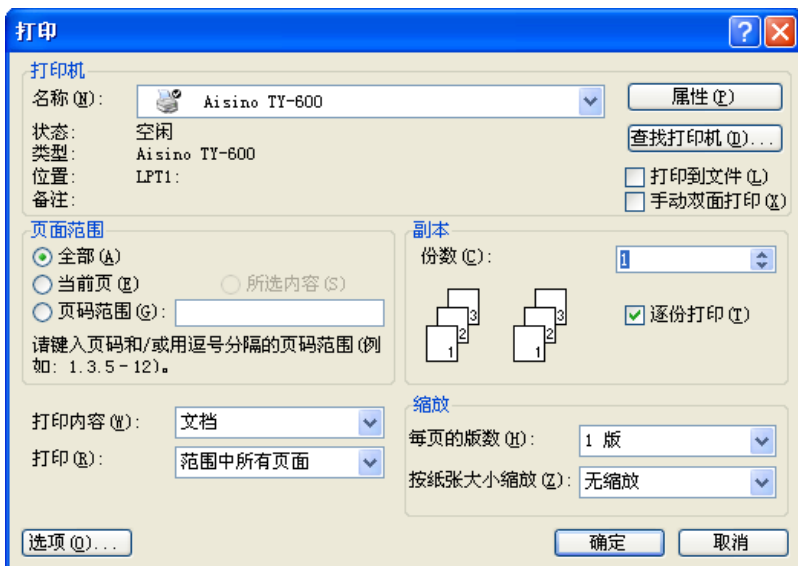 打印
打印机
名称(N): Aisino TY-600 属性(P)
状态: 空闲 查找打印机(D)...
类型: Aisino TY-600
位置: LPT1: 打印到文件(L)
备注: 手动双面打印(X)
页面范围
全部(A)
当前页(E) 所选内容(S)
页码范围(G):
请键入页码和/或用逗号分隔的页码范围(例
如: 1.3.5-12)。
副本
份数(C): 1
1 2 3 1 2 3 逐份打印(T)
打印内容(W): 文档
打印(R): 范围中所有页面
缩放
每页的版数(H): 1 版
按纸张大小缩放(Z): 无缩放
选项(O)... 确定 取消